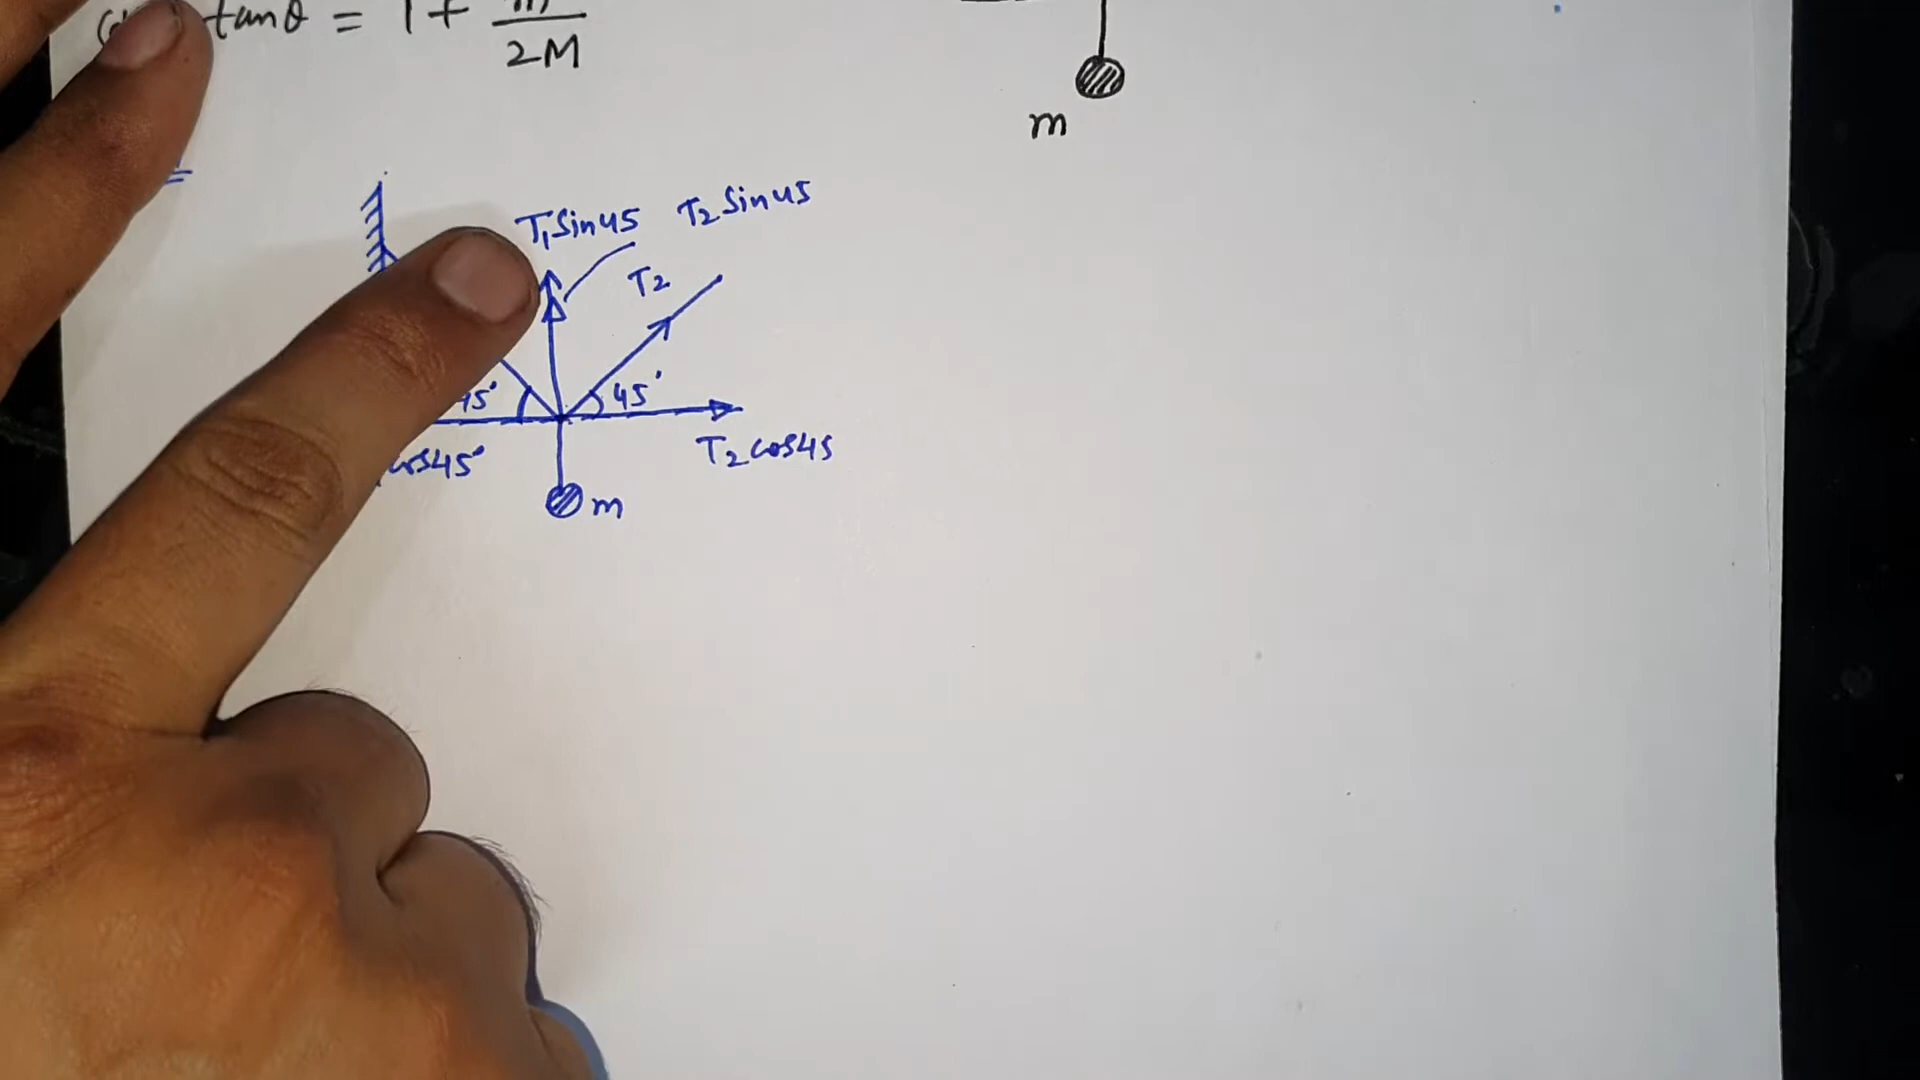 tanθ = 1 + m/2M
m
T₁Sin45 T₂Sin45
T₂
45° 45°
cos45° T₂cos45
m